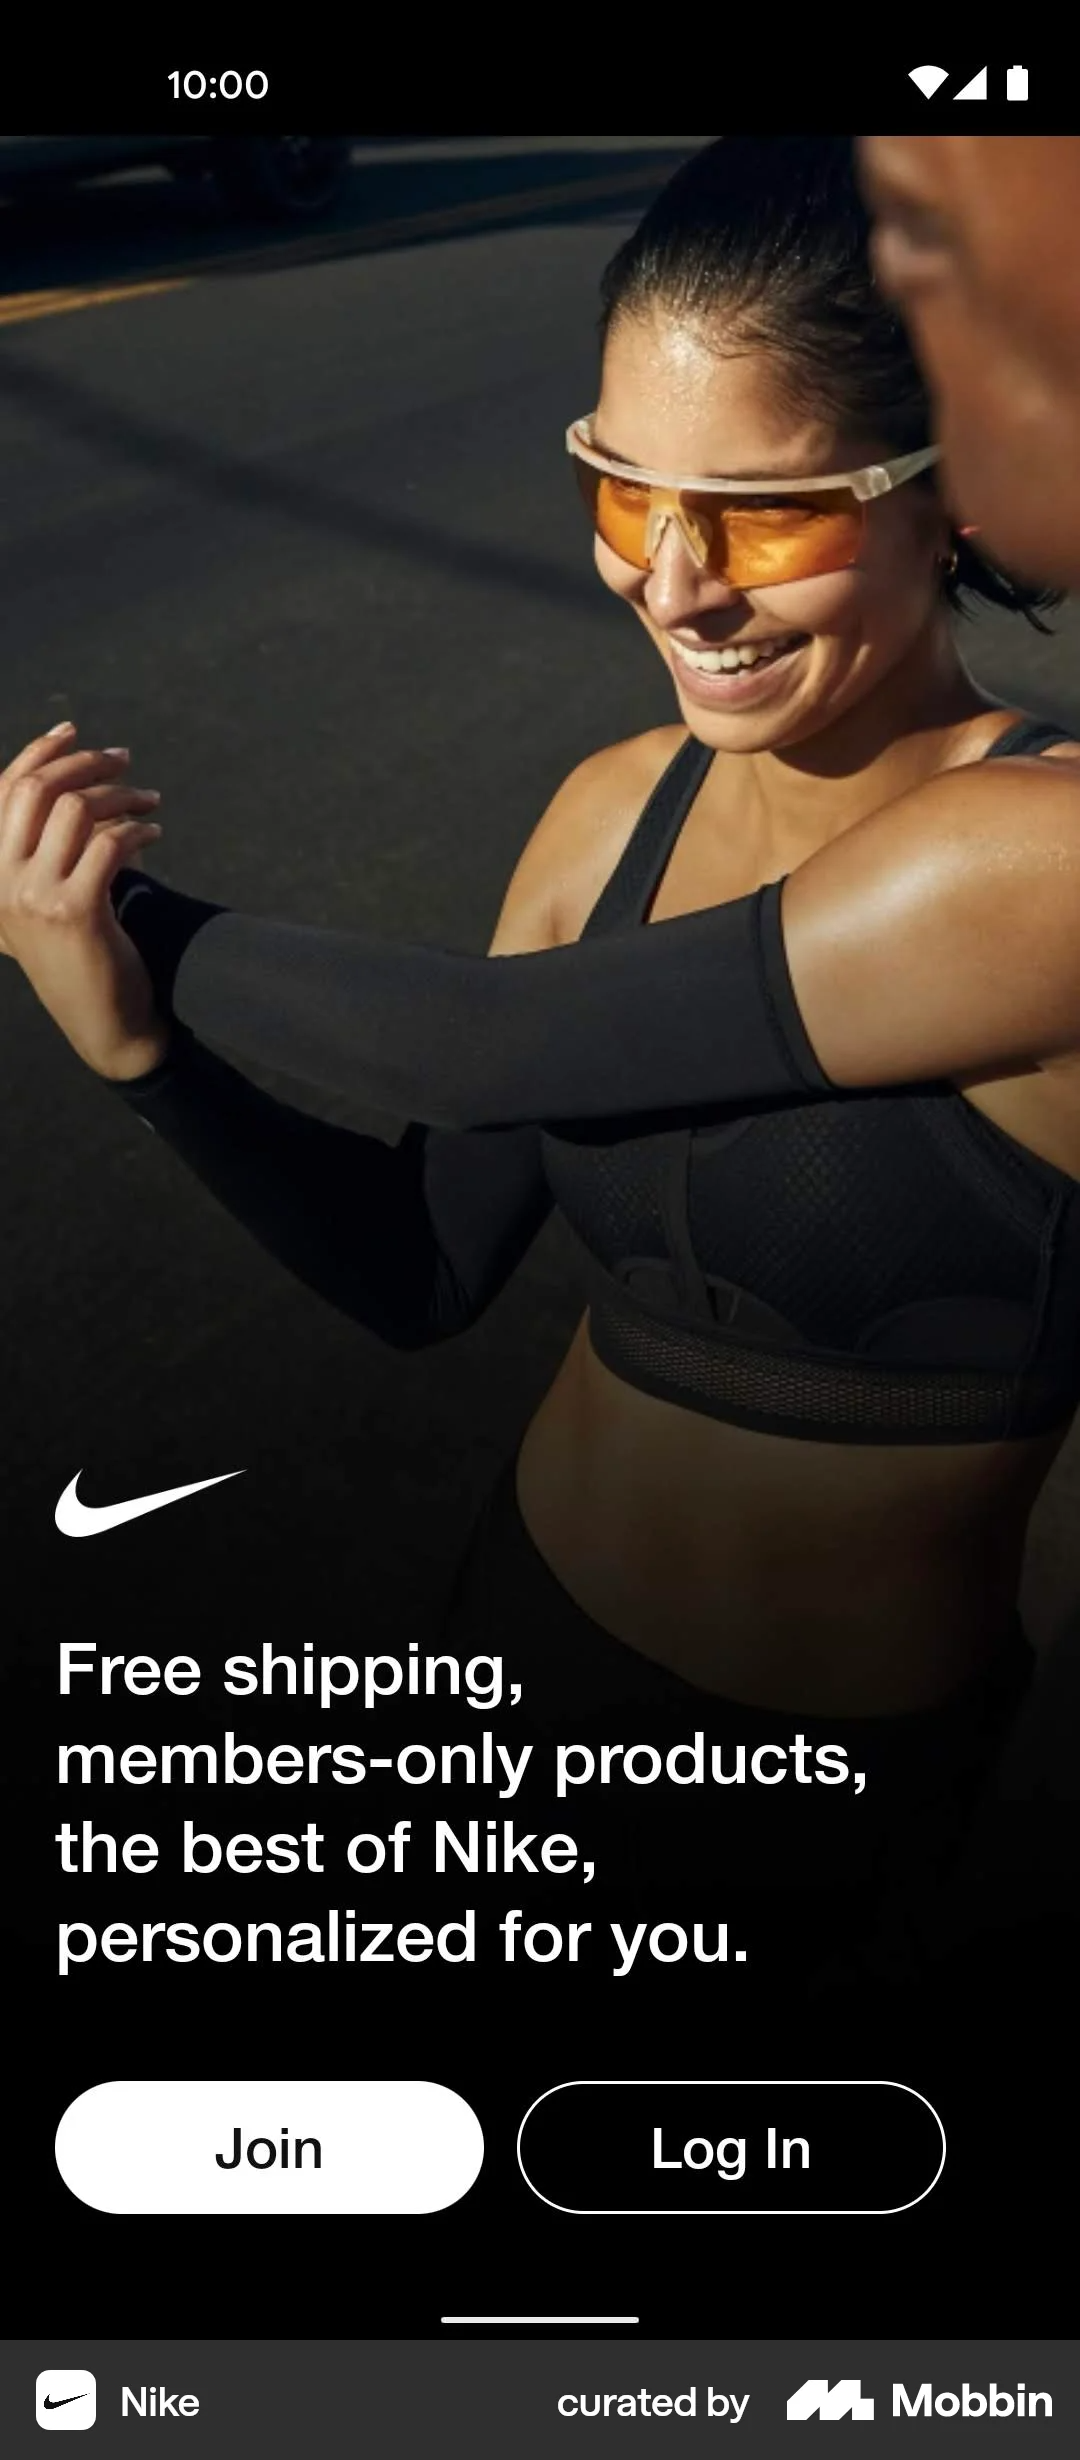 10:00
Free shipping,
members-only products,
the best of Nike,
personalized for you.
Join
Log In
Nike
curated by
Mobbin